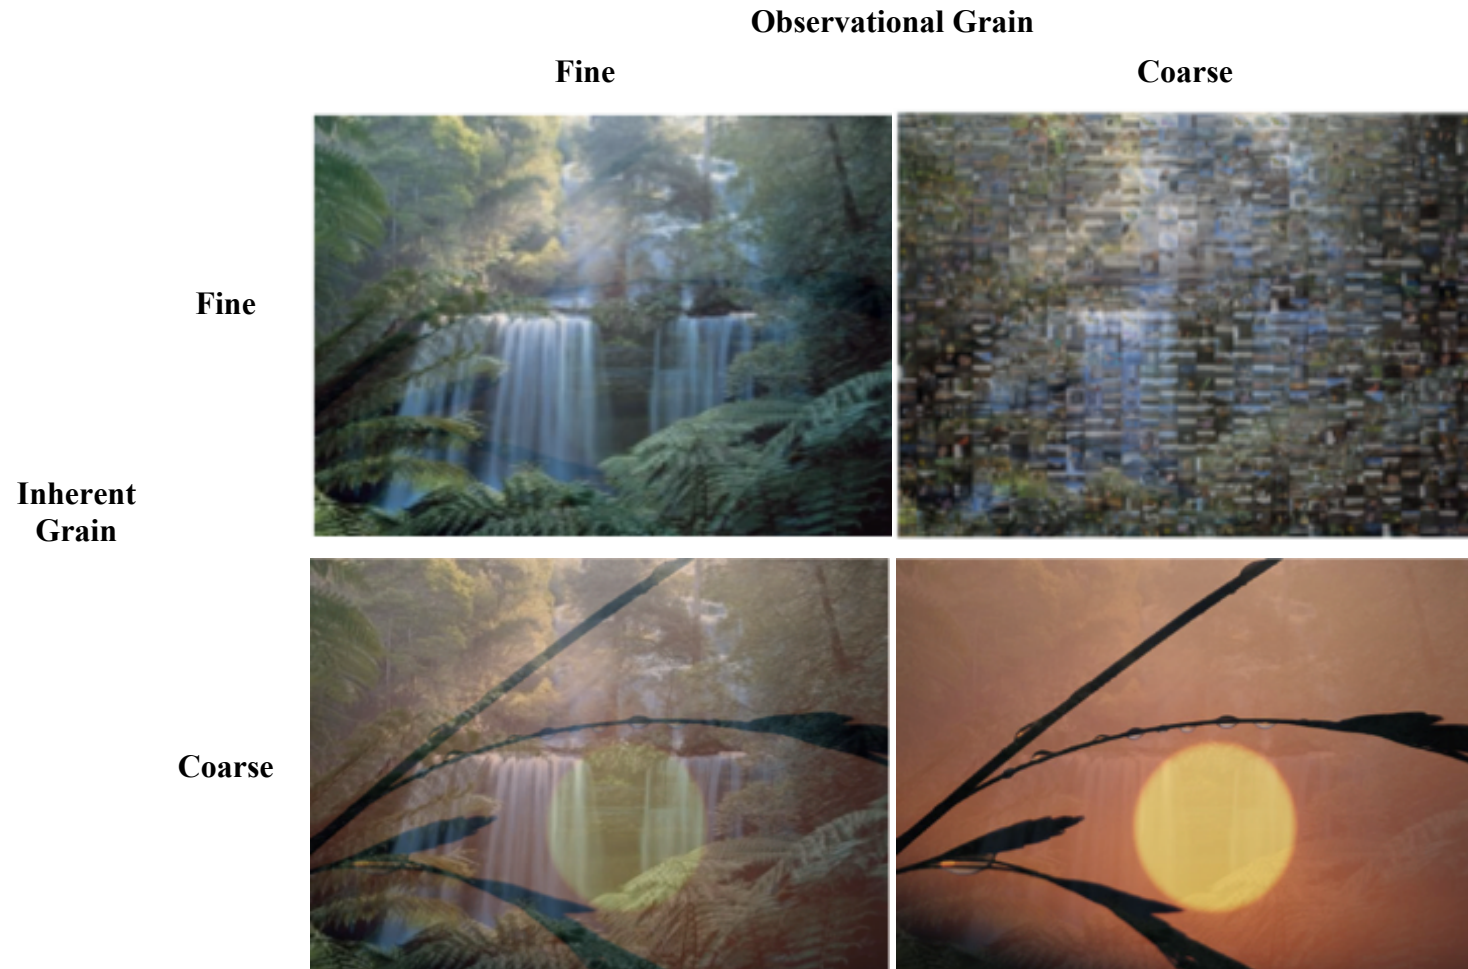 Observational Grain
Fine
Coarse
Fine
Inherent
Grain
Coarse